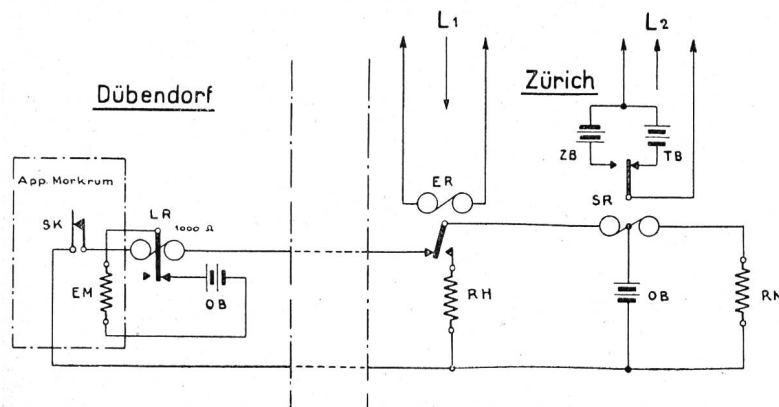 L1
L2
Dübendorf
Zürich
App. Morkrum
ZB
TB
ER
SR
SK
LR
1000 Ω
EM
OB
RH
OB
RN